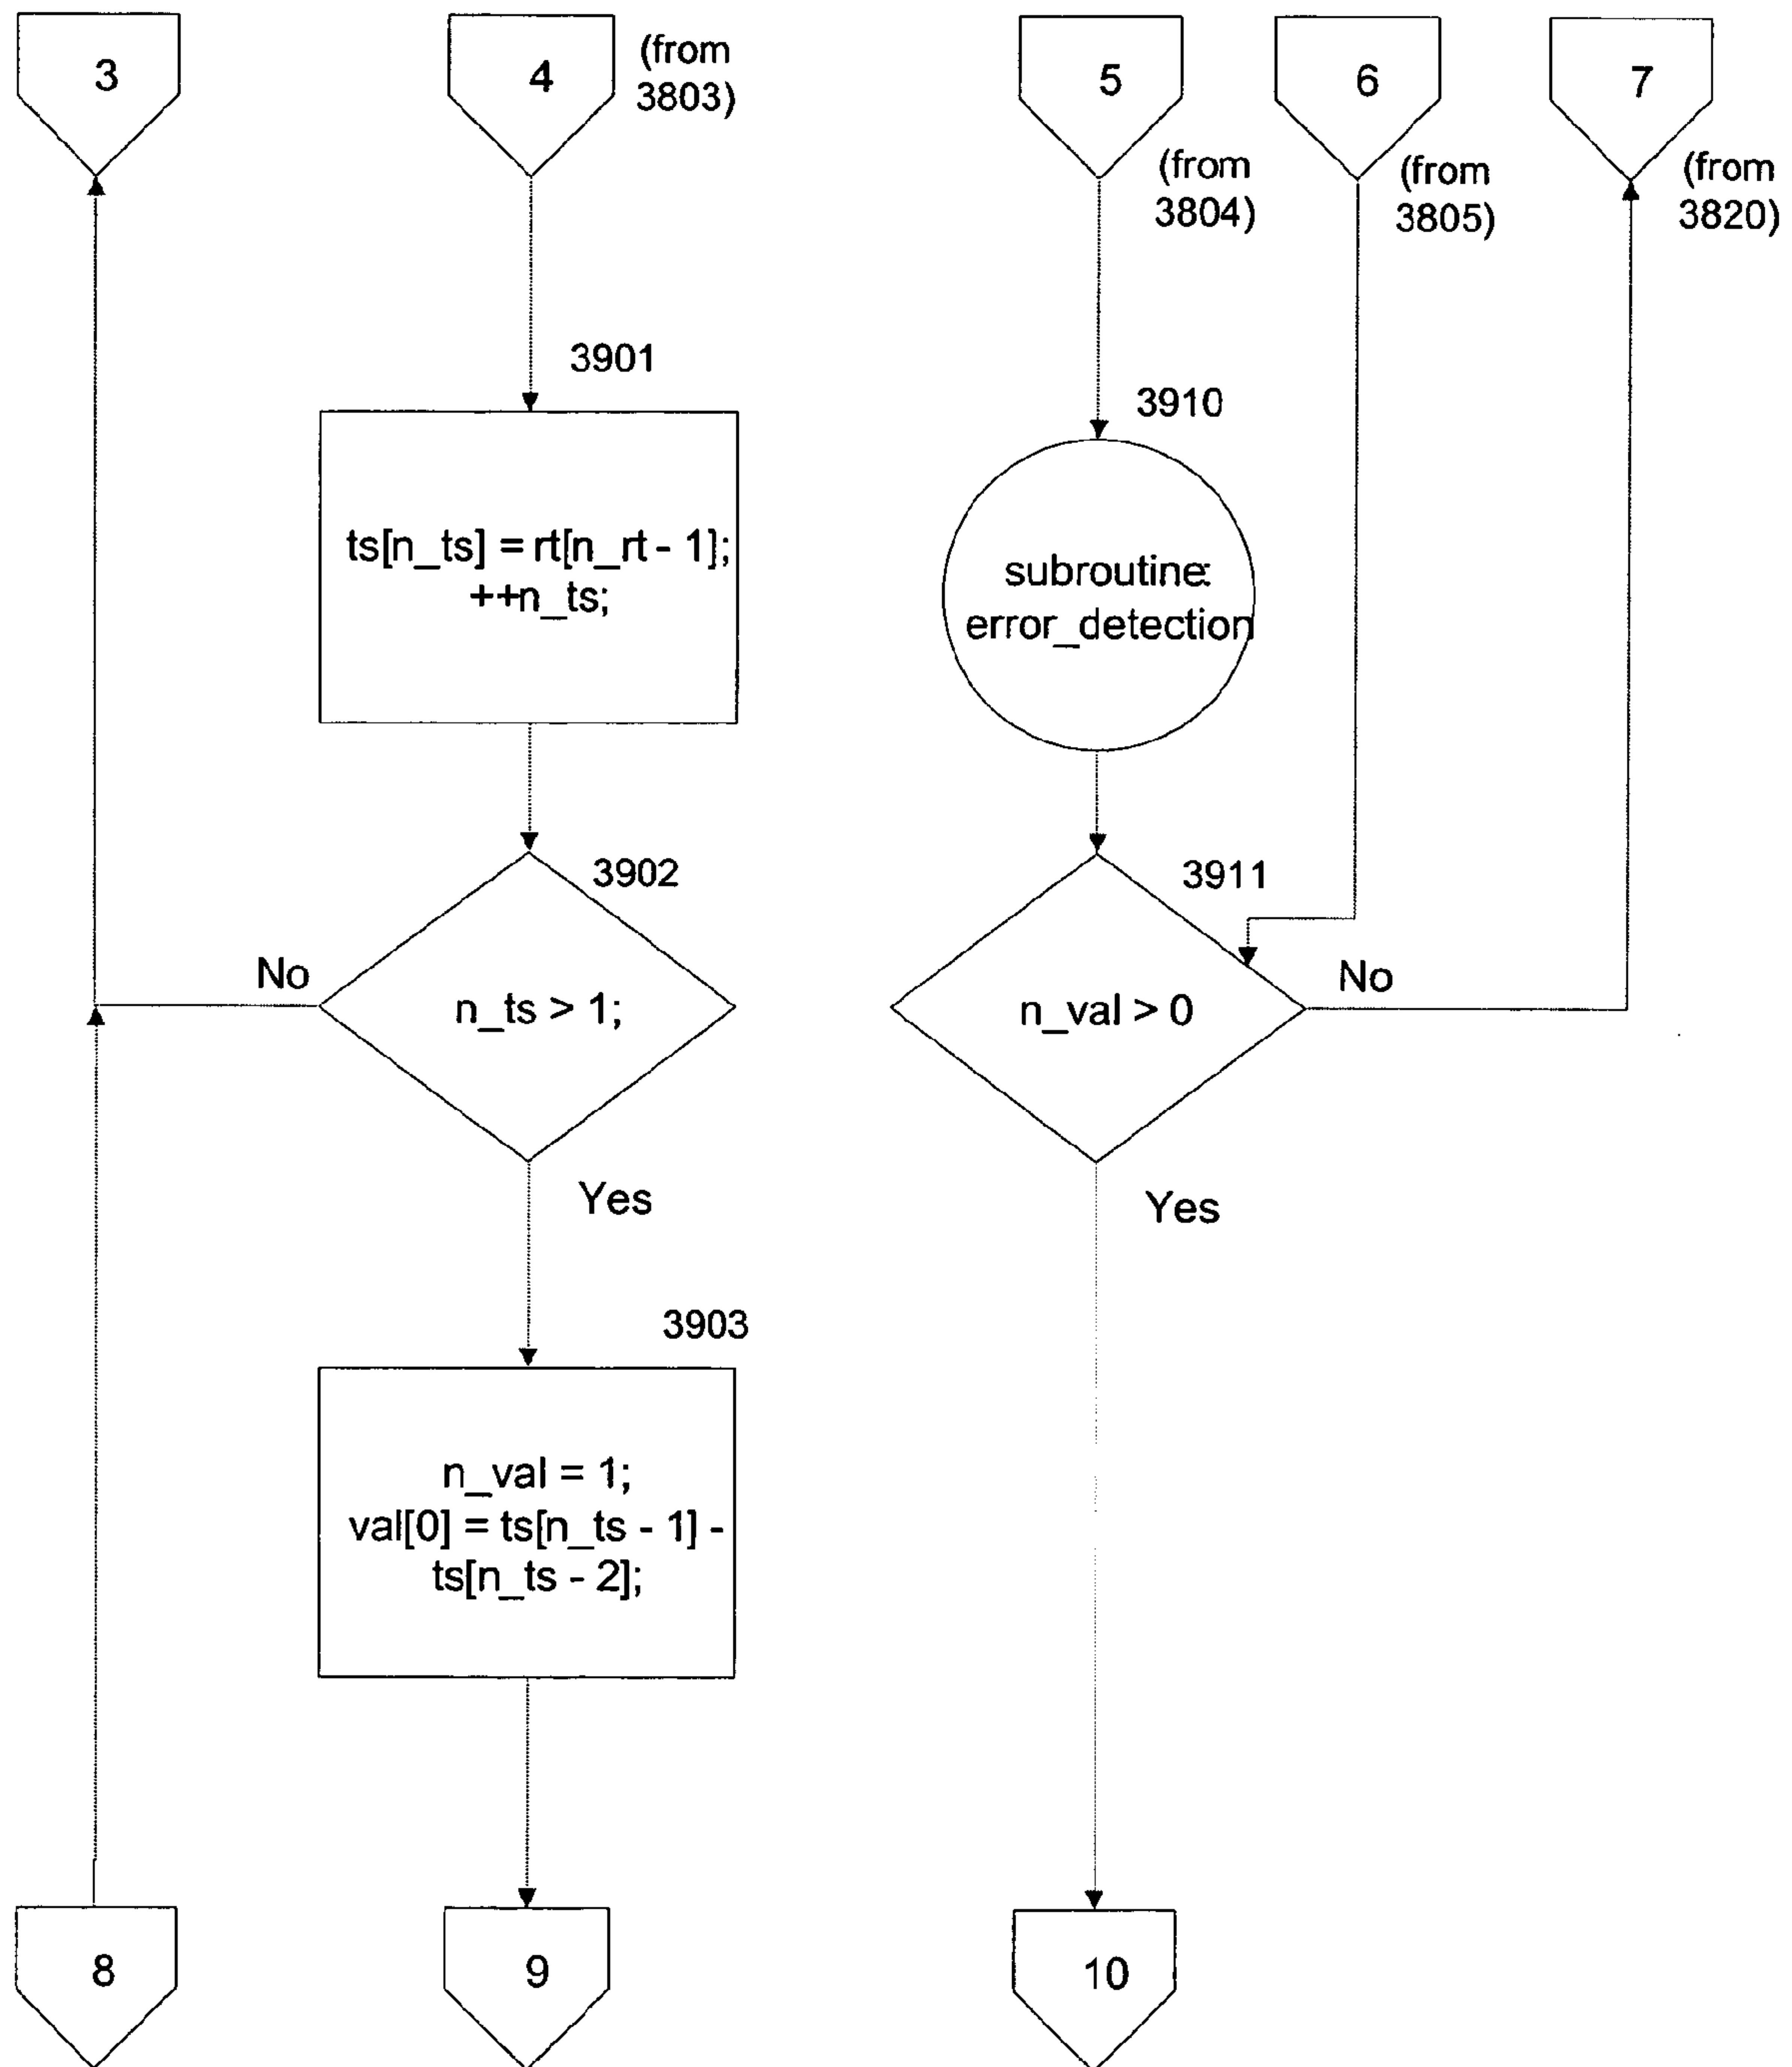 3
4
(from
3803)
5
(from
3804)
6
(from
3805)
7
(from
3820)
3901
ts[n_ts] = rt[n_rt - 1];
++n_ts;
3910
subroutine:
error_detection
3902
No
n_ts > 1;
Yes
3911
n_val > 0
No
Yes
3903
n_val = 1;
val[0] = ts[n_ts - 1] -
ts[n_ts - 2];
8
9
10